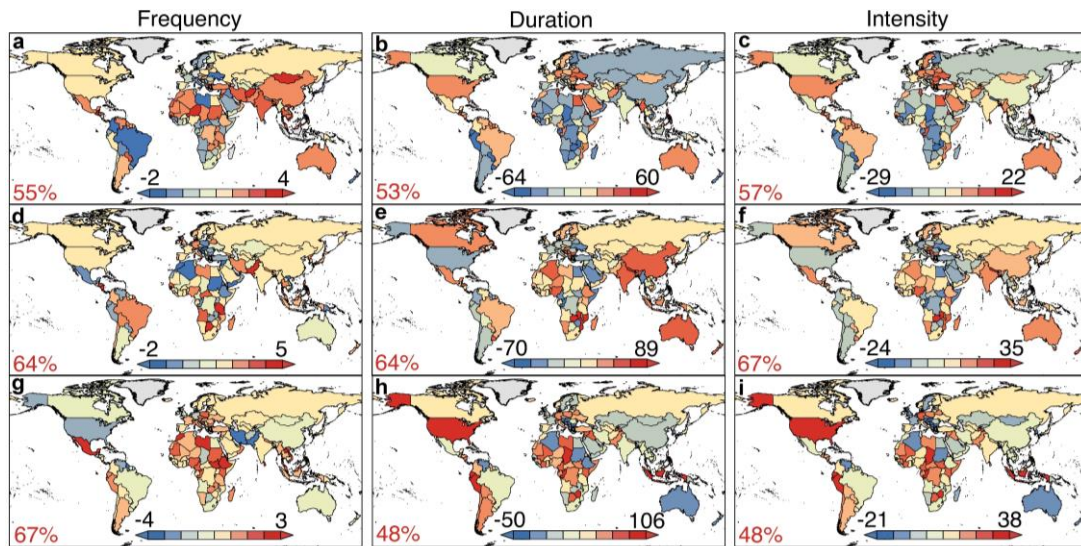 Frequency Duration Intensity
a b c
-2 4 -64 60 -29 22
55% 53% 57%
d e f
-2 5 -70 89 -24 35
64% 64% 67%
g h i
-4 3 -50 106 -21 38
67% 48% 48%